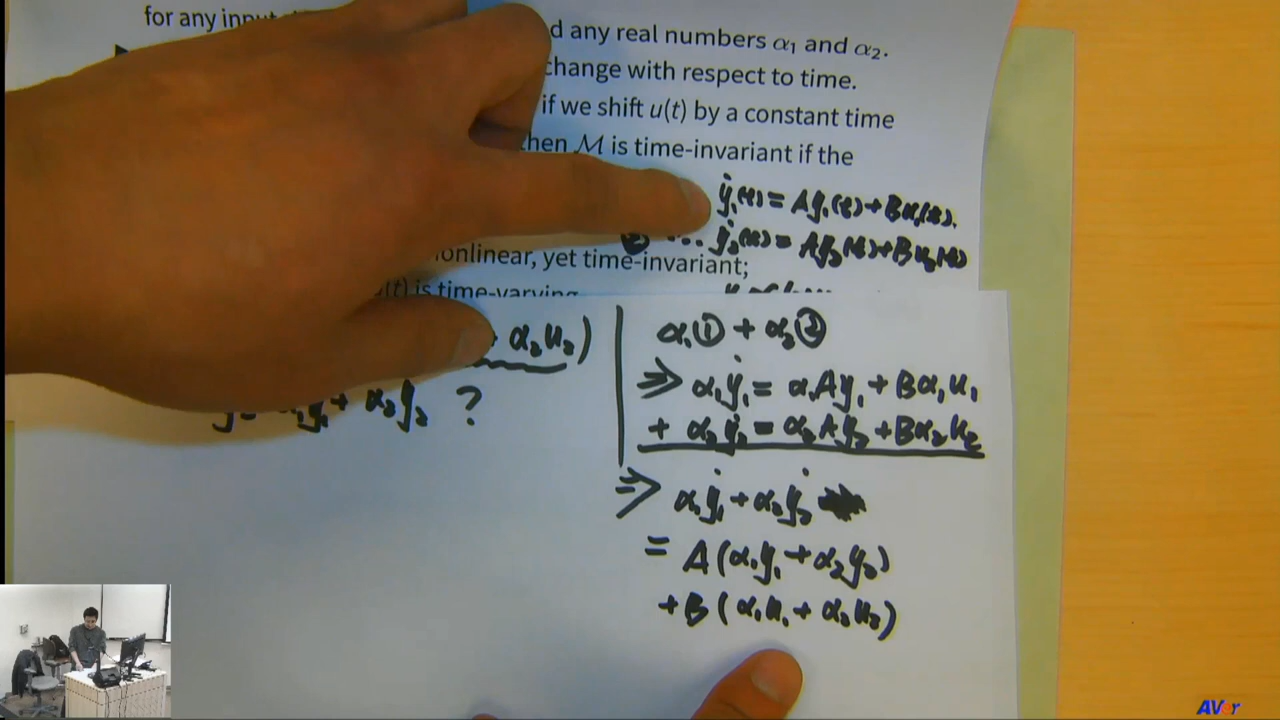 for any input
d any real numbers α₁ and α₂.
change with respect to time.
if we shift u(t) by a constant time
then M is time-invariant if the
ẏ₁(t) = Ay₁(t) + Bu₁(t).
② ... ẏ₂(t) = Ay₂(t) + Bu₂(t)
onlinear, yet time-invariant;
(t) is time-varying
α₂u₂)
y = α₁y₁ + α₂y₂ ?
α₁① + α₂②
⇒ α₁ẏ₁ = α₁Ay₁ + Bα₁u₁
+ α₂ẏ₂ = α₂Ay₂ + Bα₂u₂
⇒ α₁ẏ₁ + α₂ẏ₂
= A(α₁y₁ + α₂y₂)
+ B(α₁u₁ + α₂u₂)
AVer